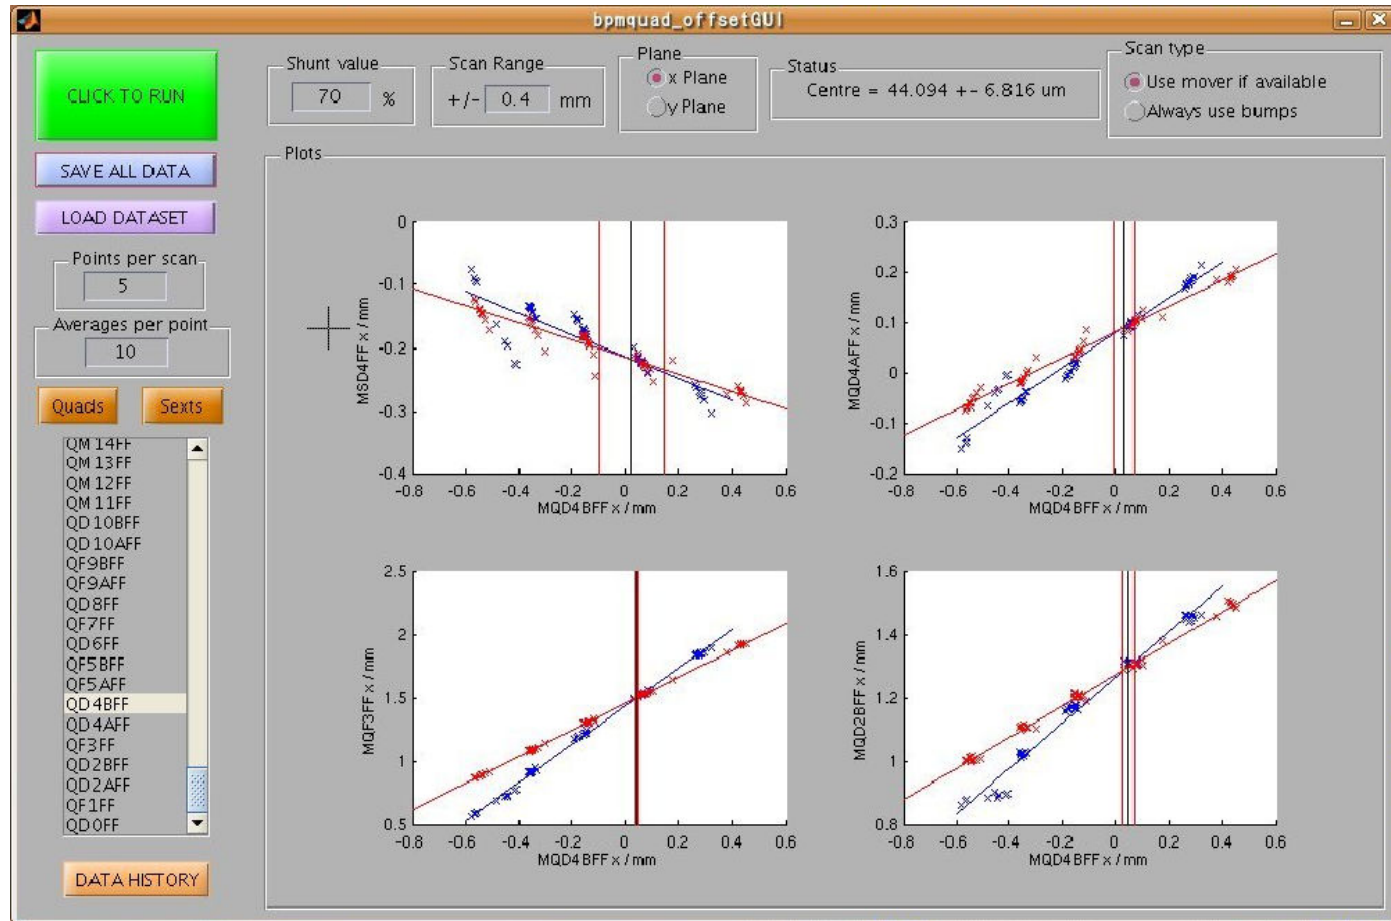 bpmquad_offsetGUI
CLICK TO RUN
SAVE ALL DATA
LOAD DATASET
Points per scan
5
Averages per point
10
Quads Sexts
QM14FF
QM13FF
QM12FF
QM11FF
QD10BFF
QD10AFF
QF9BFF
QF9AFF
QD8FF
QF7FF
QD6FF
QF5BFF
QF5AFF
QD4BFF
QD4AFF
QF3FF
QD2BFF
QD2AFF
QF1FF
QD0FF
DATA HISTORY
Shunt value
70 %
Scan Range
+/- 0.4 mm
Plane
x Plane
y Plane
Status
Centre = 44.094 +- 6.816 um
Scan type
Use mover if available
Always use bumps
Plots
0
-0.1
-0.2
-0.3
-0.4
MSD4FF x / mm
-0.8 -0.6 -0.4 -0.2 0 0.2 0.4 0.6
MQD4BFF x / mm
0.3
0.2
0.1
0
-0.1
-0.2
MQD4AFF x / mm
-0.8 -0.6 -0.4 -0.2 0 0.2 0.4 0.6
MQD4BFF x / mm
2.5
2
1.5
1
0.5
MQF3FF x / mm
-0.8 -0.6 -0.4 -0.2 0 0.2 0.4 0.6
MQD4BFF x / mm
1.6
1.4
1.2
1
0.8
MQD2BFF x / mm
-0.8 -0.6 -0.4 -0.2 0 0.2 0.4 0.6
MQD4BFF x / mm